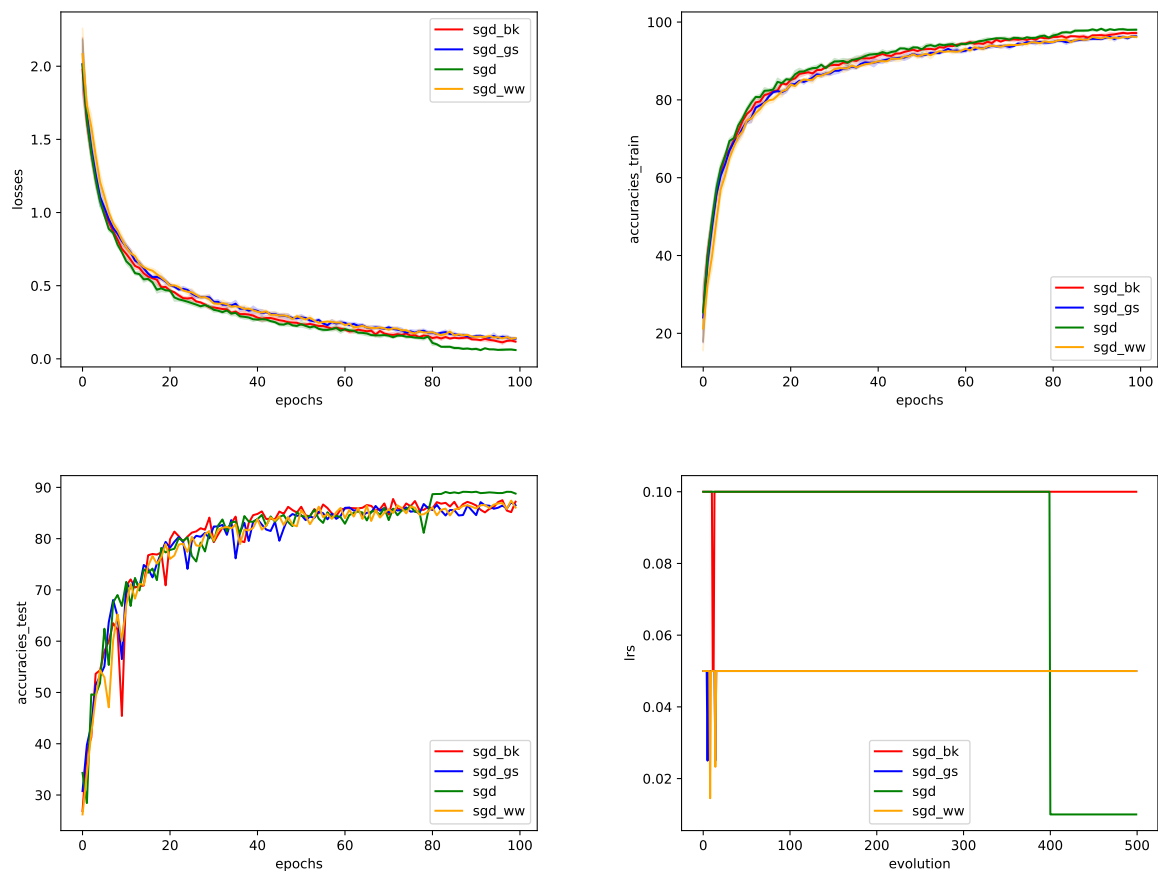 2.0
1.5
1.0
0.5
0.0
losses
0 20 40 60 80 100
epochs
sgd_bk
sgd_gs
sgd
sgd_ww
100
80
60
40
20
accuracies_train
0 20 40 60 80 100
epochs
sgd_bk
sgd_gs
sgd
sgd_ww
90
80
70
60
50
40
30
accuracies_test
0 20 40 60 80 100
epochs
sgd_bk
sgd_gs
sgd
sgd_ww
0.10
0.08
0.06
0.04
0.02
lrs
0 100 200 300 400 500
evolution
sgd_bk
sgd_gs
sgd
sgd_ww